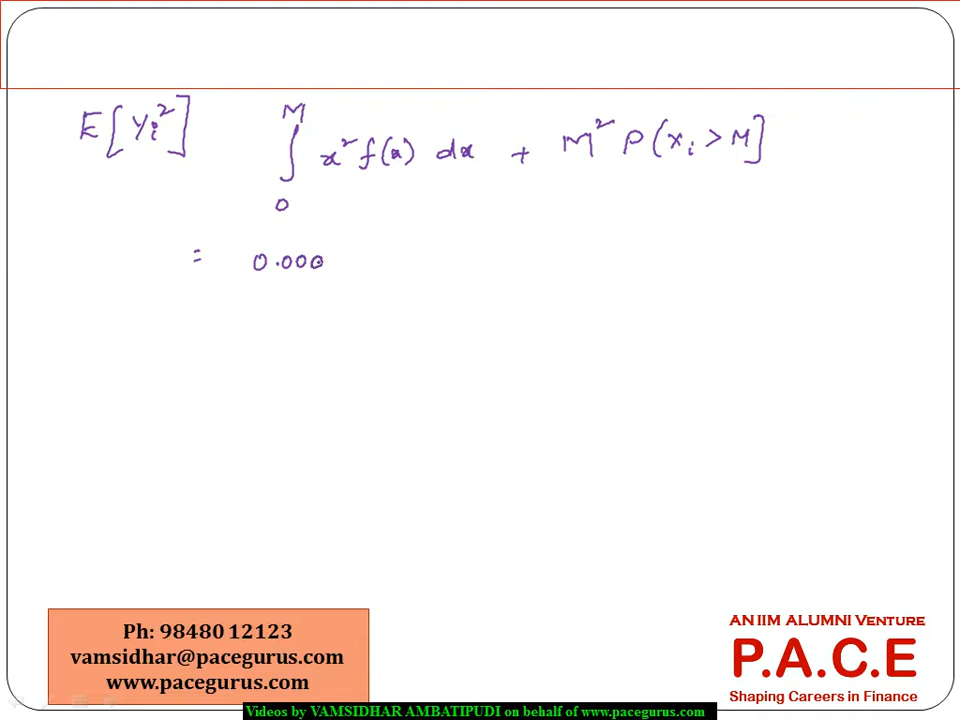 E[Yi²] ∫₀ᴹ x² f(x) dx + M² P(xi > M]
= 0.000
Ph: 98480 12123
vamsidhar@pacegurus.com
www.pacegurus.com
AN IIM ALUMNI VENTURE
P.A.C.E
Shaping Careers in Finance
Videos by VAMSIDHAR AMBATIPUDI on behalf of www.pacegurus.com